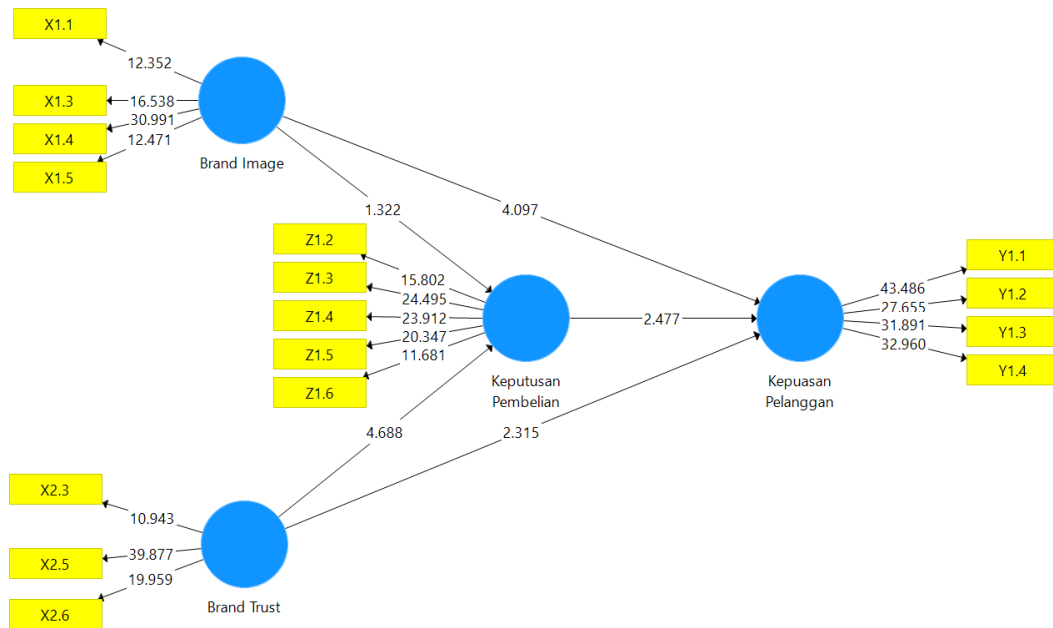 X1.1
12.352
X1.3
16.538
30.991
X1.4
12.471
X1.5
Brand Image
1.322
4.097
Z1.2
15.802
Z1.3
24.495
Z1.4
23.912
Z1.5
20.347
11.681
Z1.6
2.477
Keputusan
Pembelian
Y1.1
43.486
Y1.2
27.655
31.891
Y1.3
32.960
Y1.4
Kepuasan
Pelanggan
4.688
2.315
X2.3
10.943
X2.5
39.877
19.959
X2.6
Brand Trust